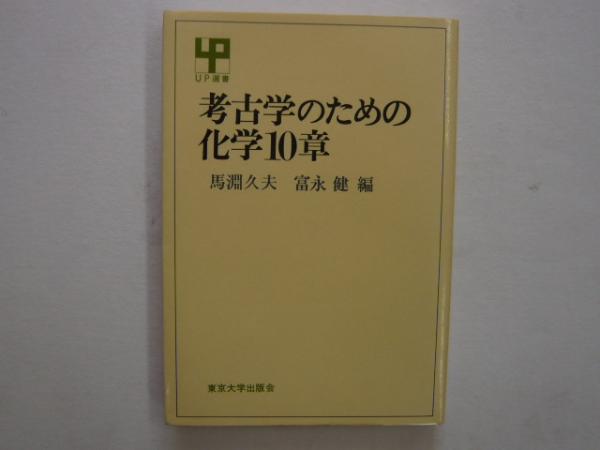 UP
UP選書
考古学のための
化学10章
馬淵久夫 富永 健 編
東京大学出版会